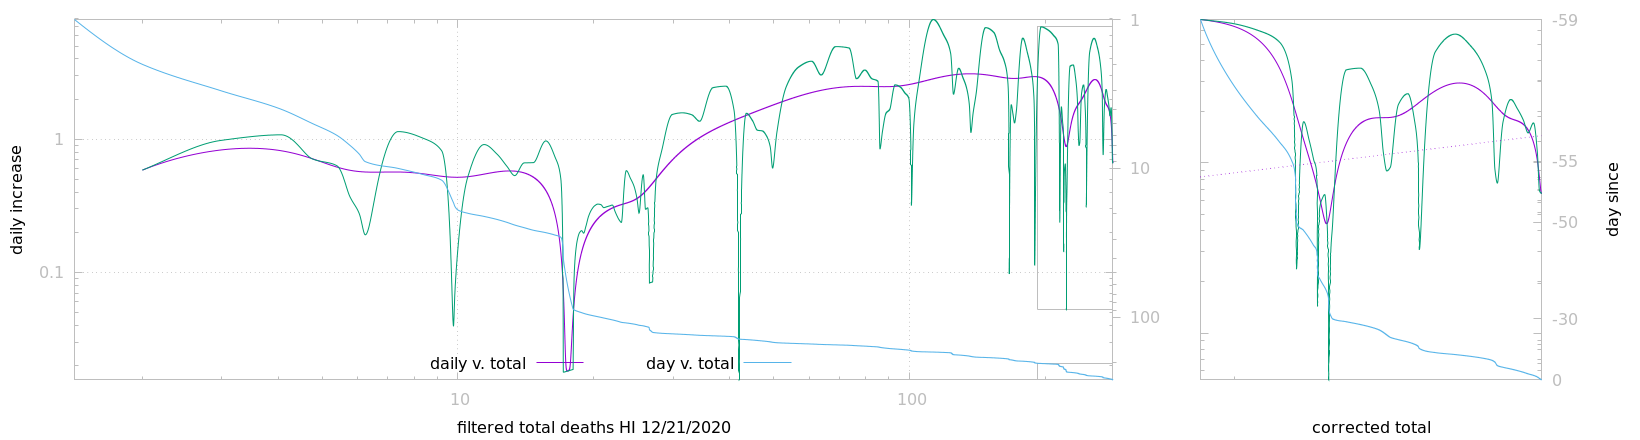 daily increase
1
0.1
10
100
1
10
100
daily v. total
day v. total
filtered total deaths HI 12/21/2020
-59
-55
-50
-30
0
day since
corrected total